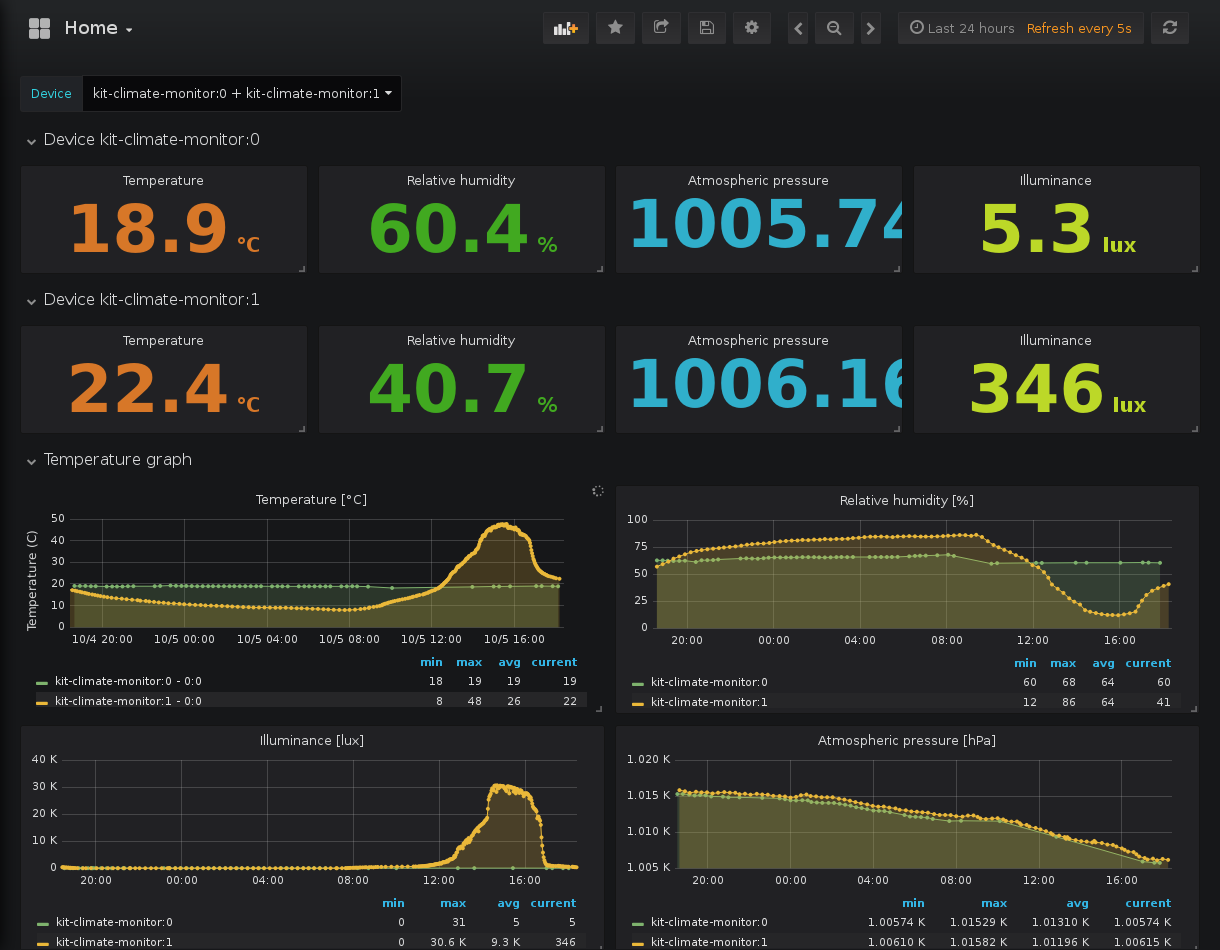 Home
Last 24 hours Refresh every 5s
Device kit-climate-monitor:0 + kit-climate-monitor:1
Device kit-climate-monitor:0
Temperature Relative humidity Atmospheric pressure Illuminance
18.9 °C 60.4 % 1005.74 5.3 lux
Device kit-climate-monitor:1
Temperature Relative humidity Atmospheric pressure Illuminance
22.4 °C 40.7 % 1006.16 346 lux
Temperature graph
Temperature [°C]
Temperature (C)
50
40
30
20
10
0
10/4 20:00 10/5 00:00 10/5 04:00 10/5 08:00 10/5 12:00 10/5 16:00
min max avg current
kit-climate-monitor:0 - 0:0 18 19 19 19
kit-climate-monitor:1 - 0:0 8 48 26 22
Relative humidity [%]
100
75
50
25
0
20:00 00:00 04:00 08:00 12:00 16:00
min max avg current
kit-climate-monitor:0 60 68 64 60
kit-climate-monitor:1 12 86 64 41
Illuminance [lux]
40 K
30 K
20 K
10 K
0
20:00 00:00 04:00 08:00 12:00 16:00
min max avg current
kit-climate-monitor:0 0 31 5 5
kit-climate-monitor:1 0 30.6 K 9.3 K 346
Atmospheric pressure [hPa]
1.020 K
1.015 K
1.010 K
1.005 K
20:00 00:00 04:00 08:00 12:00 16:00
min max avg current
kit-climate-monitor:0 1.00574 K 1.01529 K 1.01310 K 1.00574 K
kit-climate-monitor:1 1.00610 K 1.01582 K 1.01196 K 1.00615 K